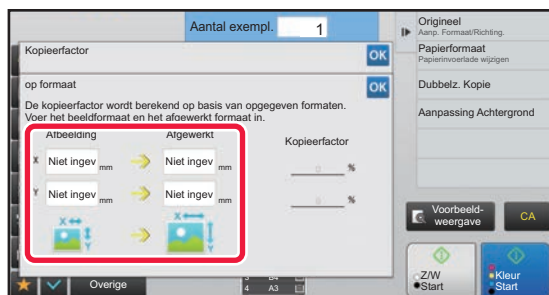 Aantal exempl. 1
Kopieerfactor
OK
op formaat
OK
De kopieerfactor wordt berekend op basis van opgegeven formaten.
Voer het beeldformaat en het afgewerkt formaat in.
Afbeelding Afgewerkt
Kopieerfactor
X Niet ingev mm Niet ingev mm %
Y Niet ingev mm Niet ingev mm %
X Y X Y
Overige
4 A3
Origineel
Aanp. Formaat/Richting.
Papierformaat
Papierinvoerlade wijzigen
Dubbelz. Kopie
Aanpassing Achtergrond
Voorbeeld-
weergave
CA
Z/W
Start
Kleur
Start